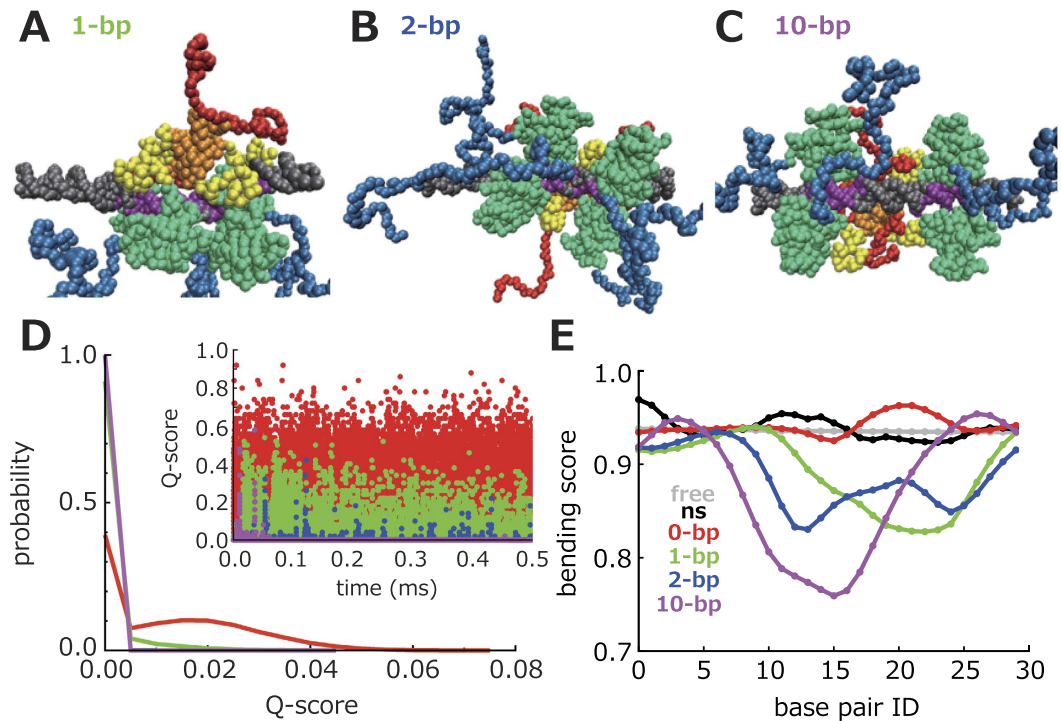 A 1-bp
B 2-bp
C 10-bp
D
probability
1.0
0.5
0.0
0.00 0.02 0.04 0.06 0.08
Q-score
Q-score
1.0
0.8
0.6
0.4
0.2
0.0
0.0 0.1 0.2 0.3 0.4 0.5
time (ms)
E
bending score
1.0
0.9
0.8
0.7
free
ns
0-bp
1-bp
2-bp
10-bp
0 5 10 15 20 25 30
base pair ID